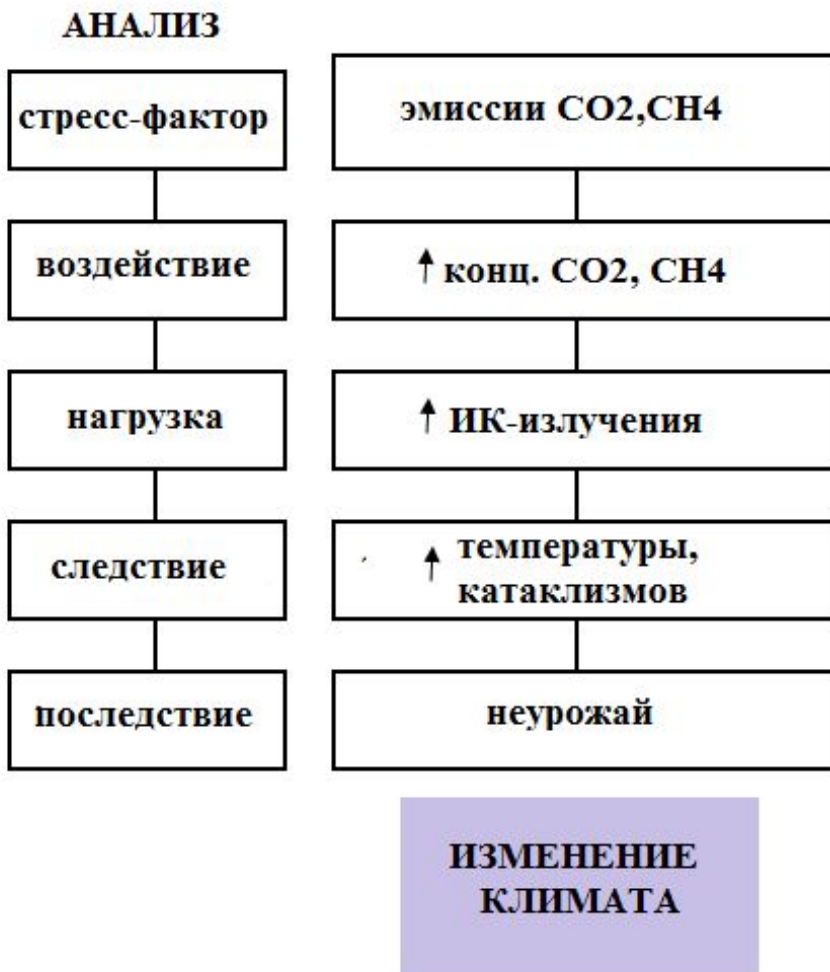 АНАЛИЗ
стресс-фактор
эмиссии CO2,CH4
воздействие
↑ конц. CO2, CH4
нагрузка
↑ ИК-излучения
следствие
↑ температуры,
катаклизмов
последствие
неурожай
ИЗМЕНЕНИЕ
КЛИМАТА